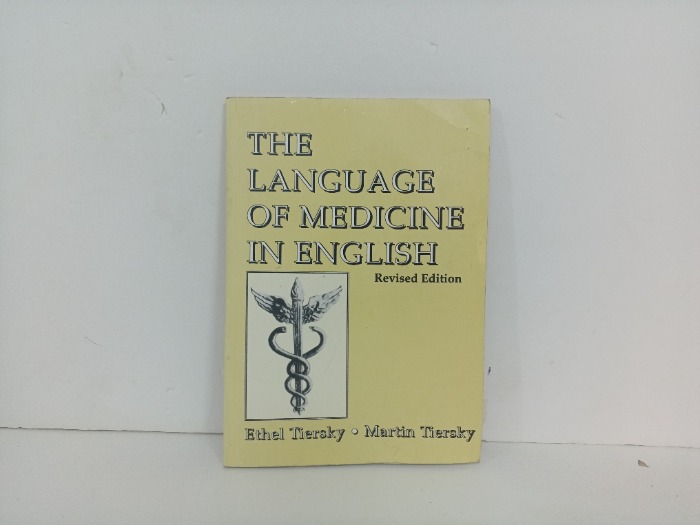 THE
LANGUAGE
OF MEDICINE
IN ENGLISH
Revised Edition
Ethel Tiersky • Martin Tiersky